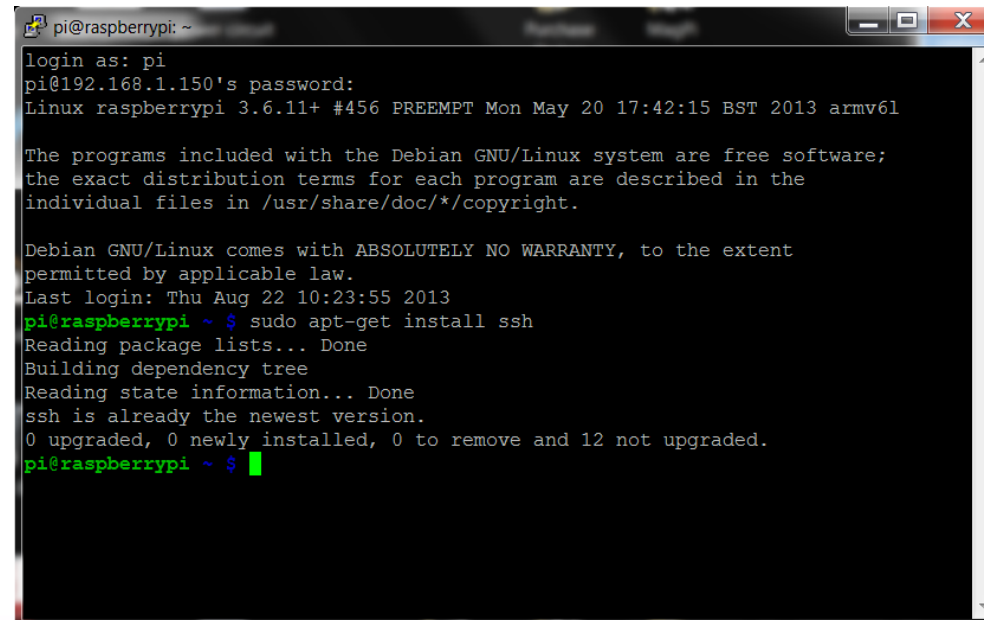 pi@raspberrypi: ~
login as: pi
pi@192.168.1.150's password:
Linux raspberrypi 3.6.11+ #456 PREEMPT Mon May 20 17:42:15 BST 2013 armv6l
The programs included with the Debian GNU/Linux system are free software;
the exact distribution terms for each program are described in the
individual files in /usr/share/doc/*/copyright.
Debian GNU/Linux comes with ABSOLUTELY NO WARRANTY, to the extent
permitted by applicable law.
Last login: Thu Aug 22 10:23:55 2013
pi@raspberrypi ~ $ sudo apt-get install ssh
Reading package lists... Done
Building dependency tree
Reading state information... Done
ssh is already the newest version.
0 upgraded, 0 newly installed, 0 to remove and 12 not upgraded.
pi@raspberrypi ~ $